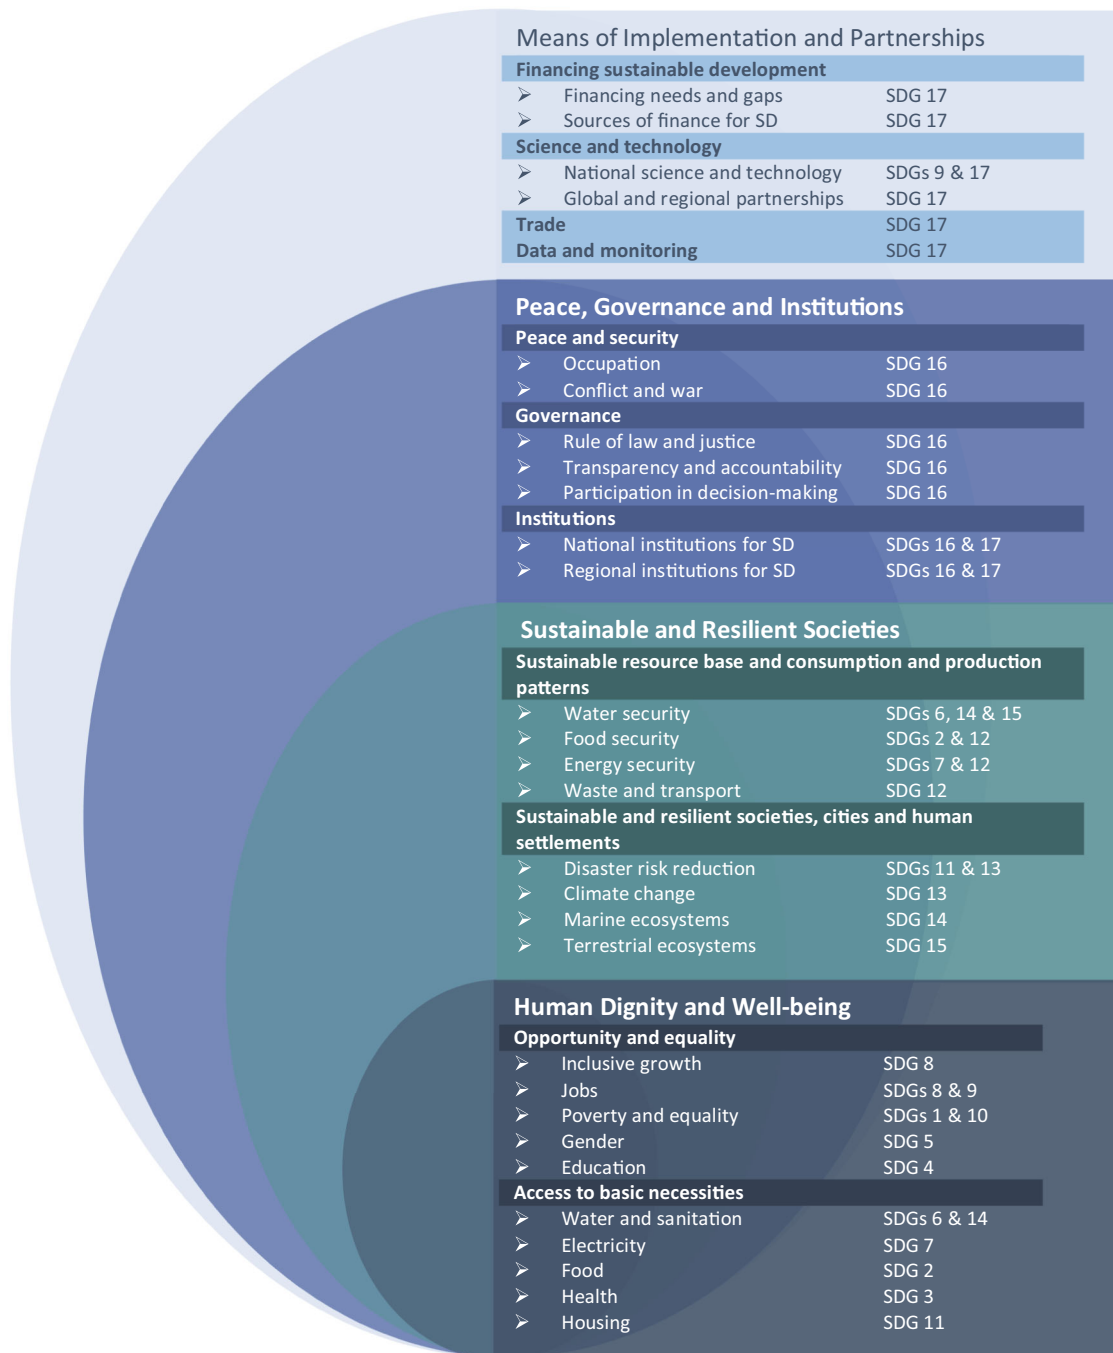 Means of Implementation and Partnerships
Financing sustainable development
➢ Financing needs and gaps SDG 17
➢ Sources of finance for SD SDG 17
Science and technology
➢ National science and technology SDGs 9 & 17
➢ Global and regional partnerships SDG 17
Trade SDG 17
Data and monitoring SDG 17
Peace, Governance and Institutions
Peace and security
➢ Occupation SDG 16
➢ Conflict and war SDG 16
Governance
➢ Rule of law and justice SDG 16
➢ Transparency and accountability SDG 16
➢ Participation in decision-making SDG 16
Institutions
➢ National institutions for SD SDGs 16 & 17
➢ Regional institutions for SD SDGs 16 & 17
Sustainable and Resilient Societies
Sustainable resource base and consumption and production
patterns
➢ Water security SDGs 6, 14 & 15
➢ Food security SDGs 2 & 12
➢ Energy security SDGs 7 & 12
➢ Waste and transport SDG 12
Sustainable and resilient societies, cities and human
settlements
➢ Disaster risk reduction SDGs 11 & 13
➢ Climate change SDG 13
➢ Marine ecosystems SDG 14
➢ Terrestrial ecosystems SDG 15
Human Dignity and Well-being
Opportunity and equality
➢ Inclusive growth SDG 8
➢ Jobs SDGs 8 & 9
➢ Poverty and equality SDGs 1 & 10
➢ Gender SDG 5
➢ Education SDG 4
Access to basic necessities
➢ Water and sanitation SDGs 6 & 14
➢ Electricity SDG 7
➢ Food SDG 2
➢ Health SDG 3
➢ Housing SDG 11